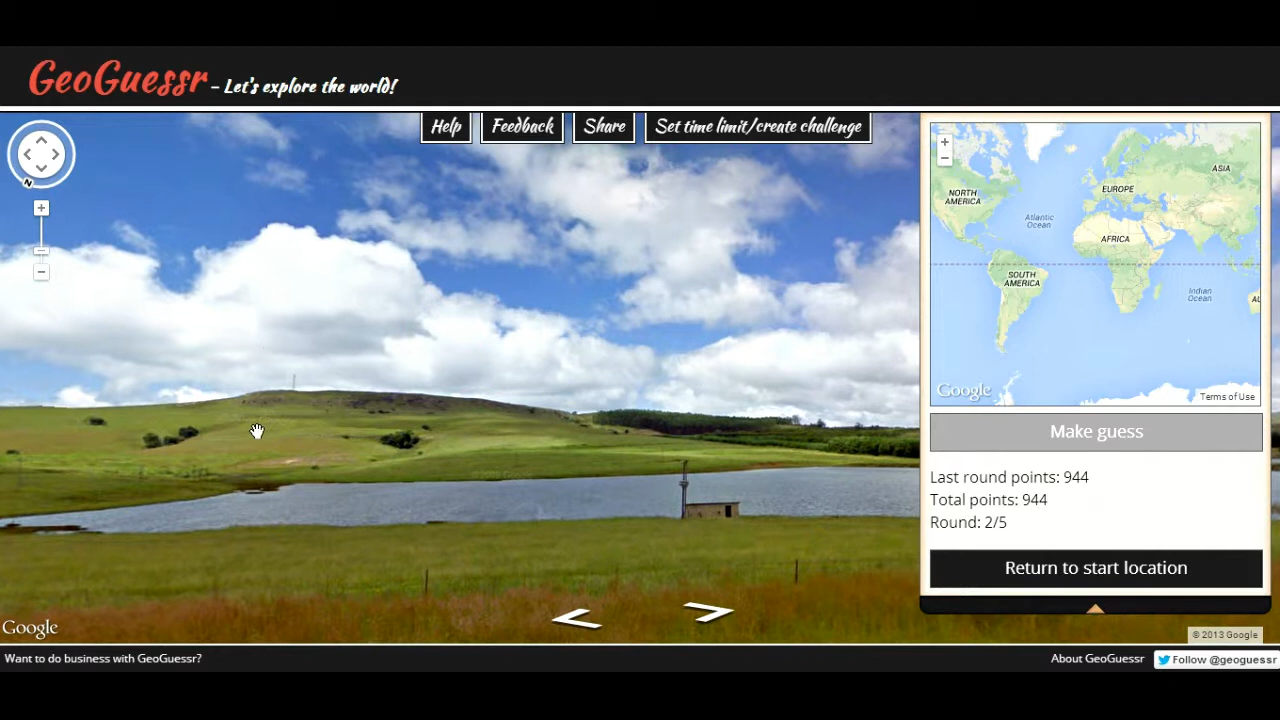 GeoGuessr – Let's explore the world!
Help
Feedback
Share
Set time limit/create challenge
N
+
−
+
−
NORTH AMERICA
EUROPE
ASIA
Atlantic Ocean
AFRICA
SOUTH AMERICA
Indian Ocean
AU
Google
Terms of Use
Make guess
Last round points: 944
Total points: 944
Round: 2/5
Return to start location
Google
© 2013 Google
Want to do business with GeoGuessr?
About GeoGuessr
Follow @geoguessr